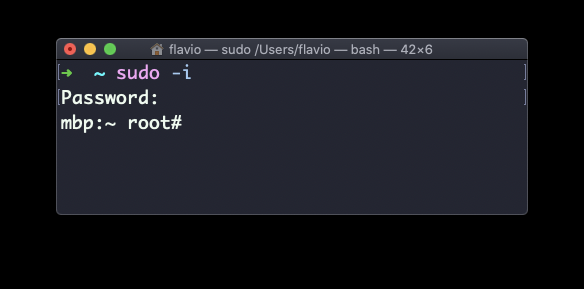 flavio — sudo /Users/flavio — bash — 42×6
➜ ~ sudo -i
Password:
mbp:~ root#